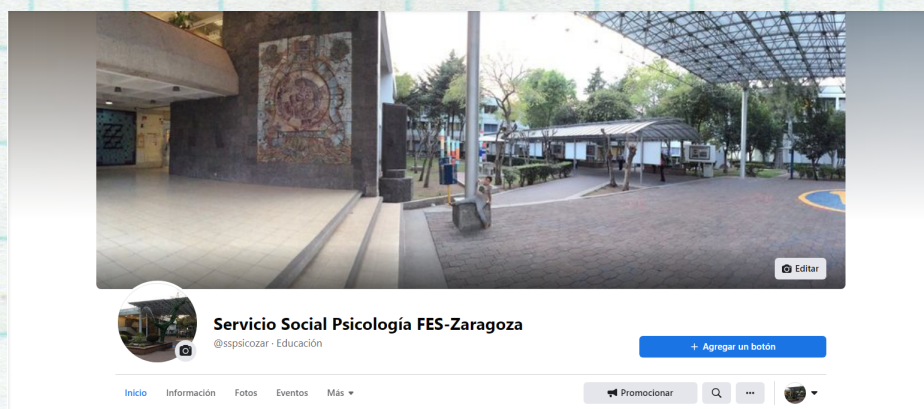 Editar
Servicio Social Psicología FES-Zaragoza
@sspsicozar · Educación
+ Agregar un botón
Inicio Información Fotos Eventos Más
Promocionar